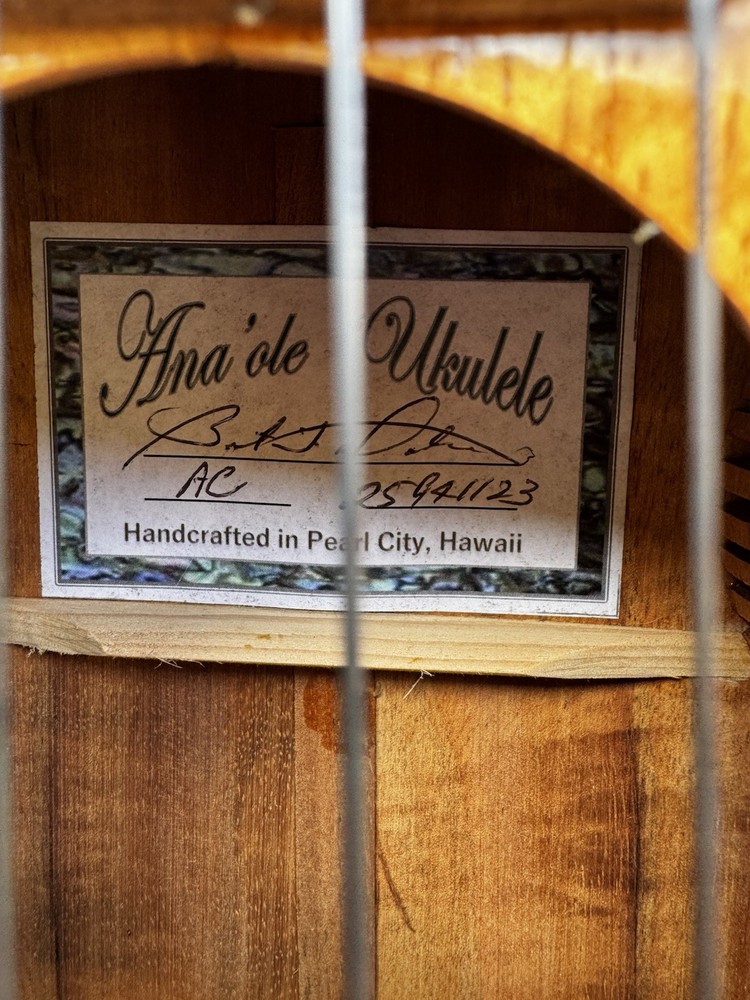 Ana'ole Ukulele
AC 25941123
Handcrafted in Pearl City, Hawaii